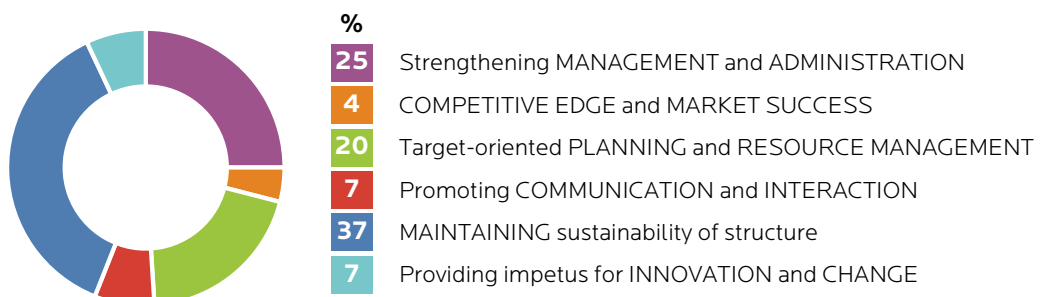 %
25 Strengthening MANAGEMENT and ADMINISTRATION
4 COMPETITIVE EDGE and MARKET SUCCESS
20 Target-oriented PLANNING and RESOURCE MANAGEMENT
7 Promoting COMMUNICATION and INTERACTION
37 MAINTAINING sustainability of structure
7 Providing impetus for INNOVATION and CHANGE